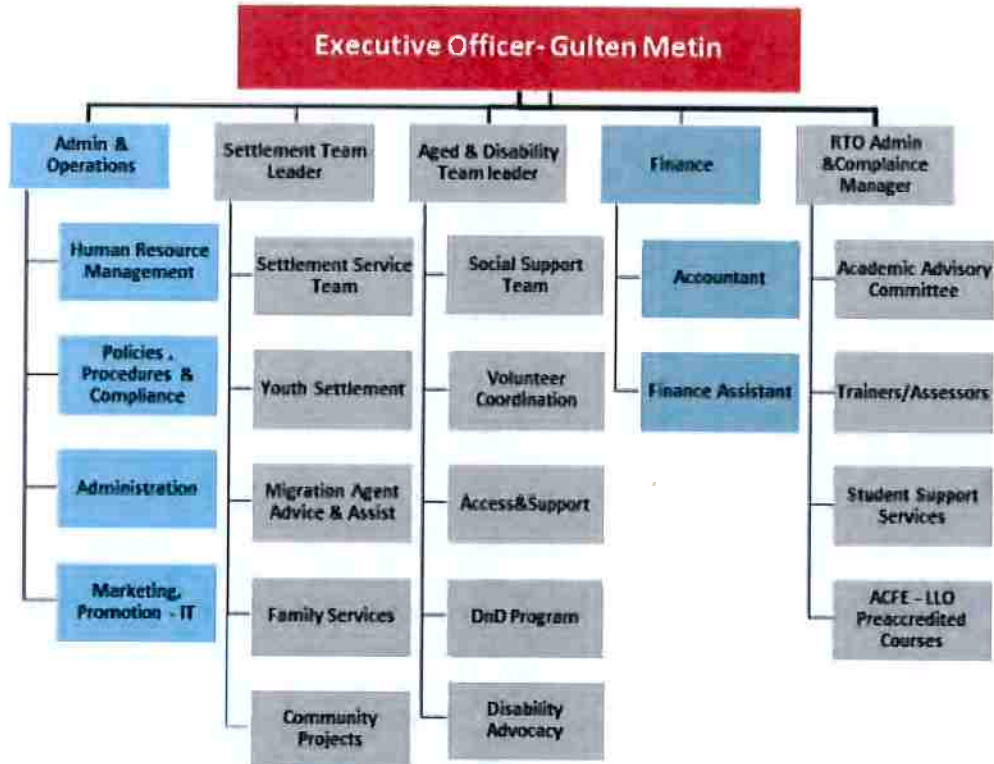 Executive Officer- Gulten Metin
Admin &
Operations
Human Resource
Management
Policies ,
Procedures &
Compliance
Administration
Marketing,
Promotion - IT
Settlement Team
Leader
Settlement Service
Team
Youth Settlement
Migration Agent
Advice & Assist
Family Services
Community
Projects
Aged & Disability
Team leader
Social Support
Team
Volunteer
Coordination
Access&Support
DnD Program
Disability
Advocacy
Finance
Accountant
Finance Assistant
RTO Admin
&Complaince
Manager
Academic Advisory
Committee
Trainers/Assessors
Student Support
Services
ACFE - LLO
Preaccredited
Courses